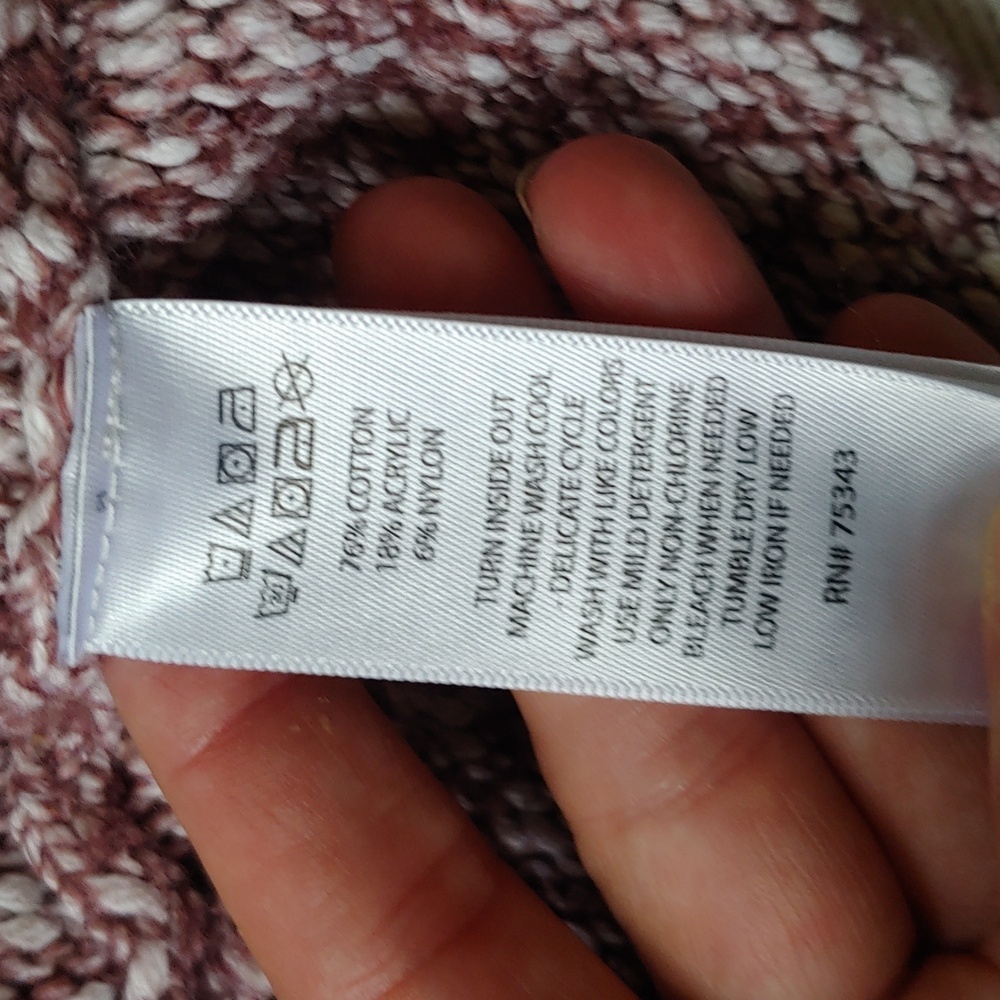 76% COTTON
18% ACRYLIC
6% NYLON
TURN INSIDE OUT
MACHINE WASH COOL
DELICATE CYCLE
WASH WITH LIKE COLORS
USE MILD DETERGENT
ONLY NON-CHLORINE
BLEACH WHEN NEEDED
TUMBLE DRY LOW
LOW IRON IF NEEDED
RN# 75343